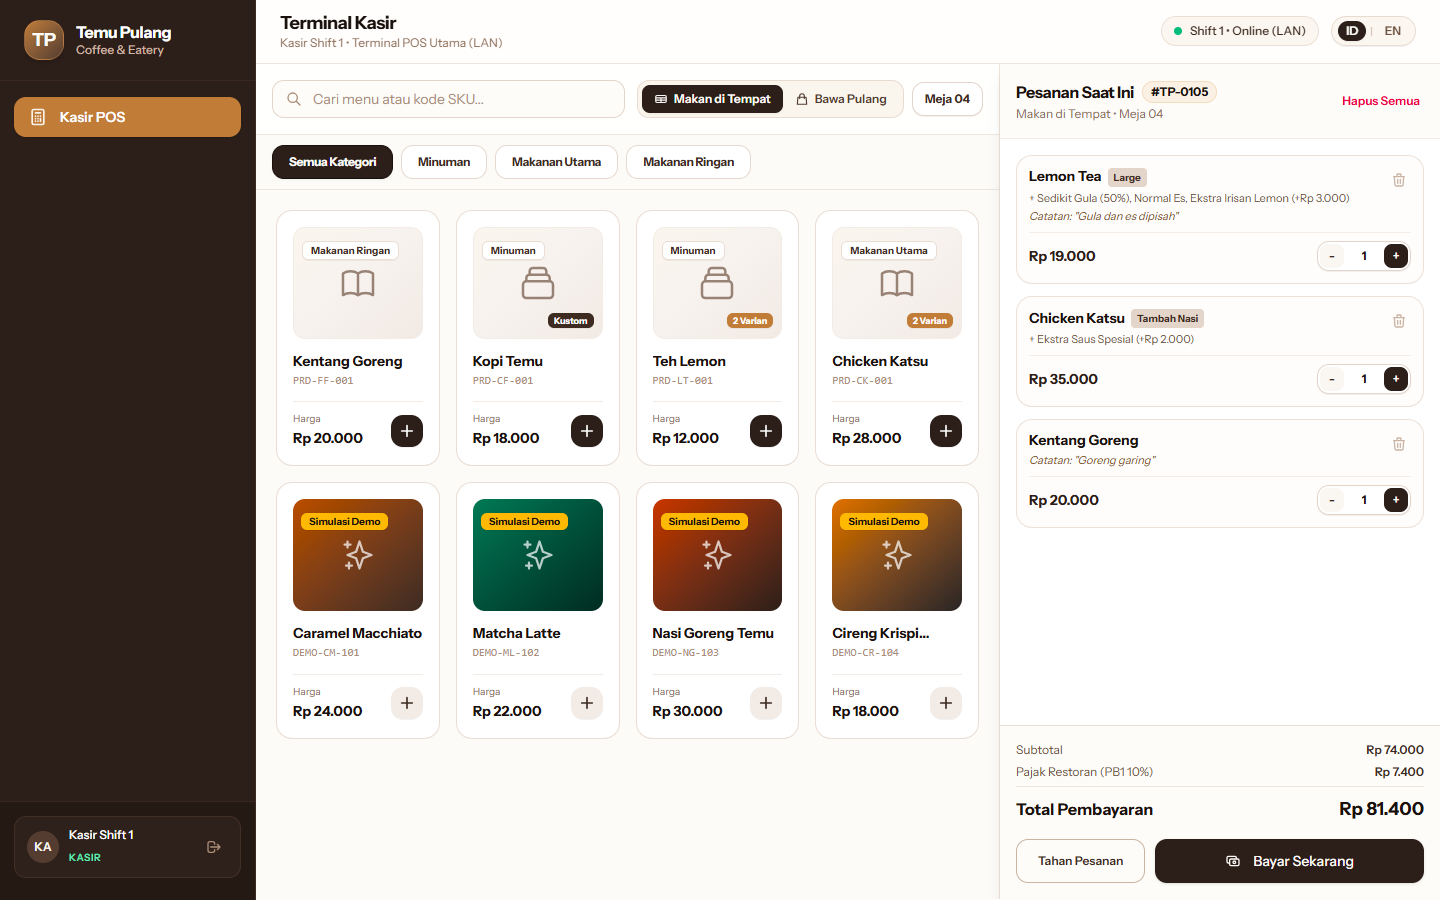 TP
Temu Pulang
Coffee & Eatery
Kasir POS
KA
Kasir Shift 1
KASIR
Terminal Kasir
Kasir Shift 1 • Terminal POS Utama (LAN)
Shift 1 • Online (LAN)
ID
EN
Cari menu atau kode SKU...
Makan di Tempat
Bawa Pulang
Meja 04
Semua Kategori
Minuman
Makanan Utama
Makanan Ringan
Makanan Ringan
Kentang Goreng
PRD-FF-001
Harga
Rp 20.000
Minuman
Kustom
Kopi Temu
PRD-CF-001
Harga
Rp 18.000
Minuman
2 Varian
Teh Lemon
PRD-LT-001
Harga
Rp 12.000
Makanan Utama
2 Varian
Chicken Katsu
PRD-CK-001
Harga
Rp 28.000
Simulasi Demo
Caramel Macchiato
DEMO-CM-101
Harga
Rp 24.000
Simulasi Demo
Matcha Latte
DEMO-ML-102
Harga
Rp 22.000
Simulasi Demo
Nasi Goreng Temu
DEMO-NG-103
Harga
Rp 30.000
Simulasi Demo
Cireng Krispi...
DEMO-CR-104
Harga
Rp 18.000
Pesanan Saat Ini #TP-0105
Makan di Tempat • Meja 04
Hapus Semua
Lemon Tea Large
+ Sedikit Gula (50%), Normal Es, Ekstra Irisan Lemon (+Rp 3.000)
Catatan: "Gula dan es dipisah"
Rp 19.000
- 1 +
Chicken Katsu Tambah Nasi
+ Ekstra Saus Spesial (+Rp 2.000)
Rp 35.000
- 1 +
Kentang Goreng
Catatan: "Goreng garing"
Rp 20.000
- 1 +
Subtotal Rp 74.000
Pajak Restoran (PB1 10%) Rp 7.400
Total Pembayaran Rp 81.400
Tahan Pesanan
Bayar Sekarang